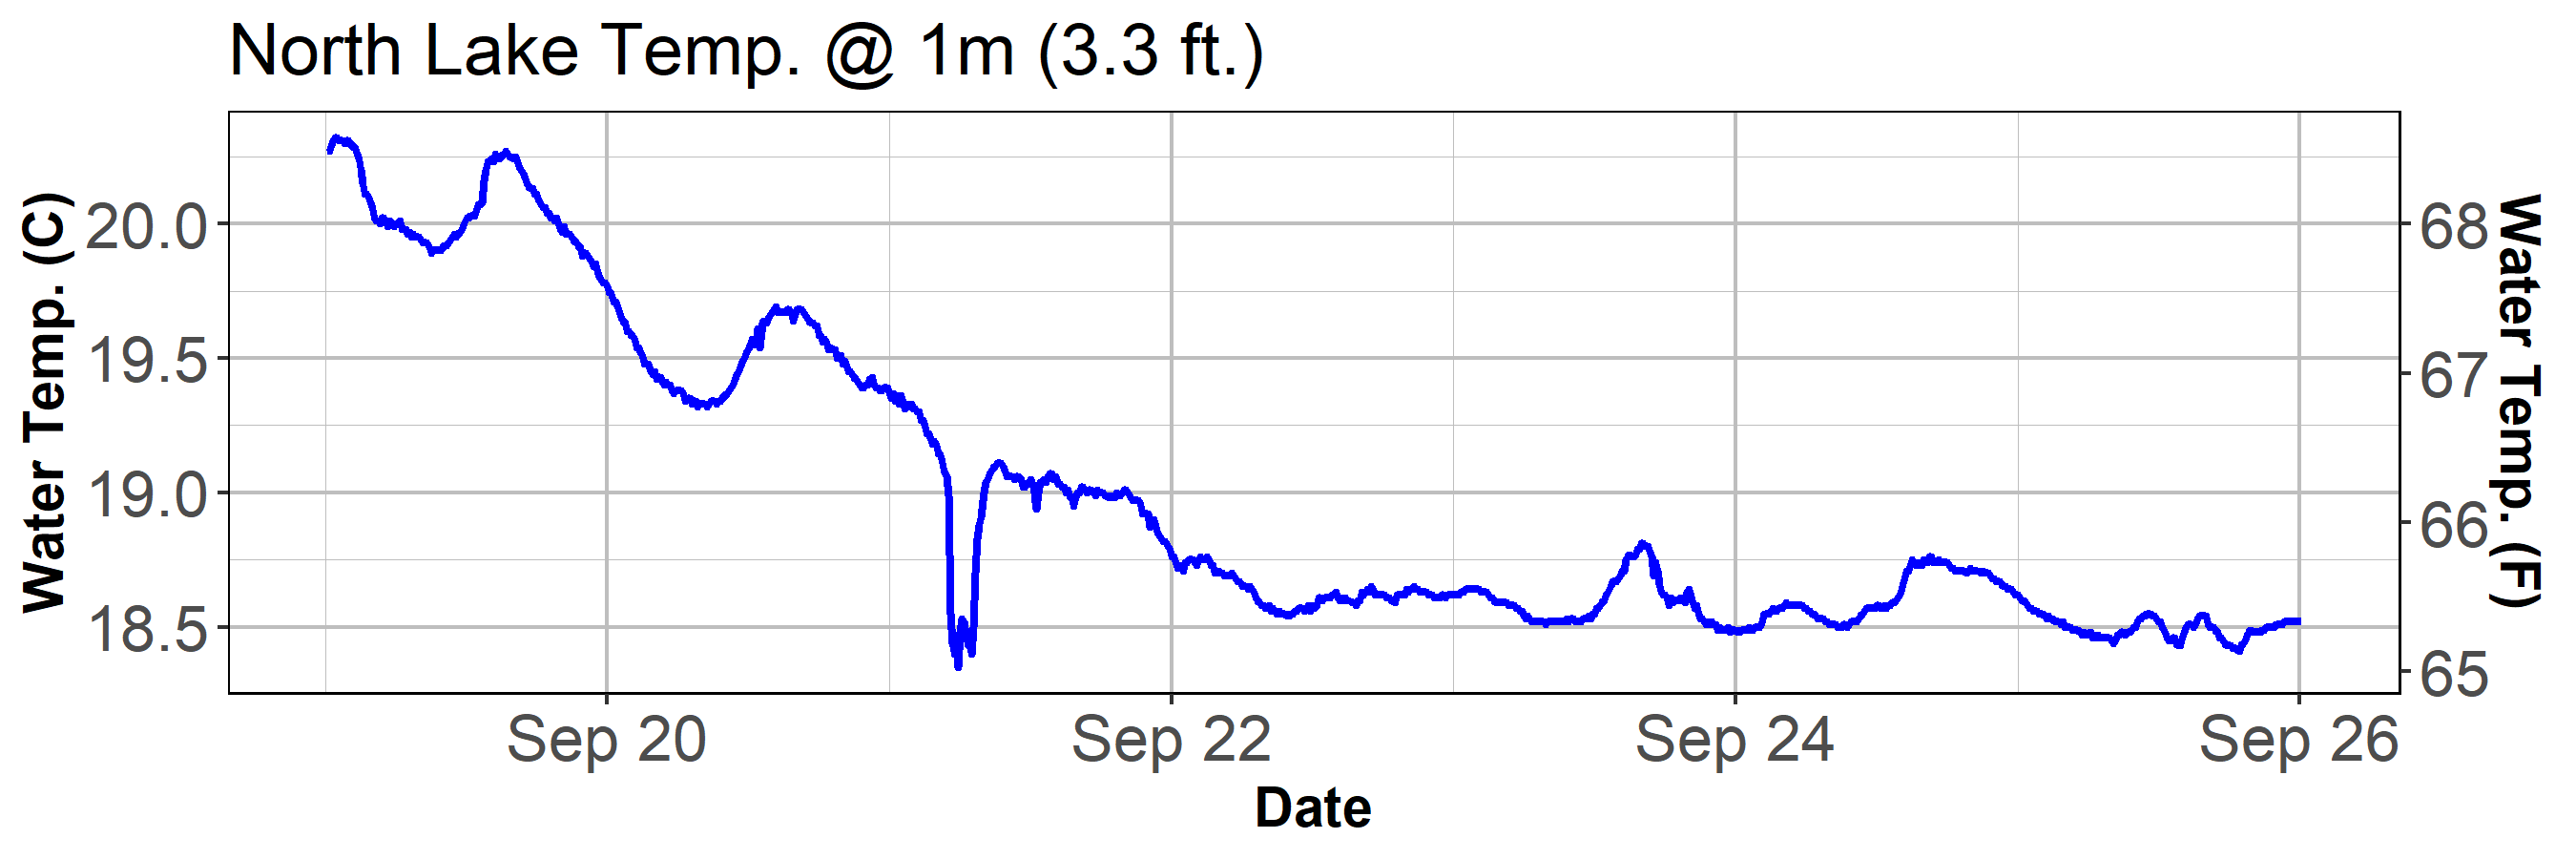 North Lake Temp. @ 1m (3.3 ft.)
Water Temp. (C)
20.0
19.5
19.0
18.5
68
67
66
65
Water Temp. (F)
Sep 20 Sep 22 Sep 24 Sep 26
Date